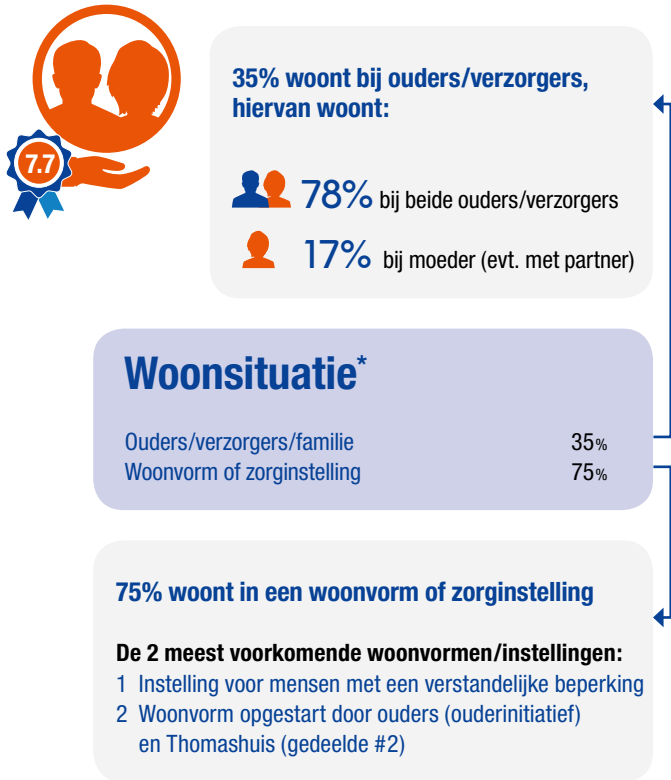 7.7
35% woont bij ouders/verzorgers,
hiervan woont:
78% bij beide ouders/verzorgers
17% bij moeder (evt. met partner)
Woonsituatie*
Ouders/verzorgers/familie 35%
Woonvorm of zorginstelling 75%
75% woont in een woonvorm of zorginstelling
De 2 meest voorkomende woonvormen/instellingen:
1 Instelling voor mensen met een verstandelijke beperking
2 Woonvorm opgestart door ouders (ouderinitiatief)
en Thomashuis (gedeelde #2)